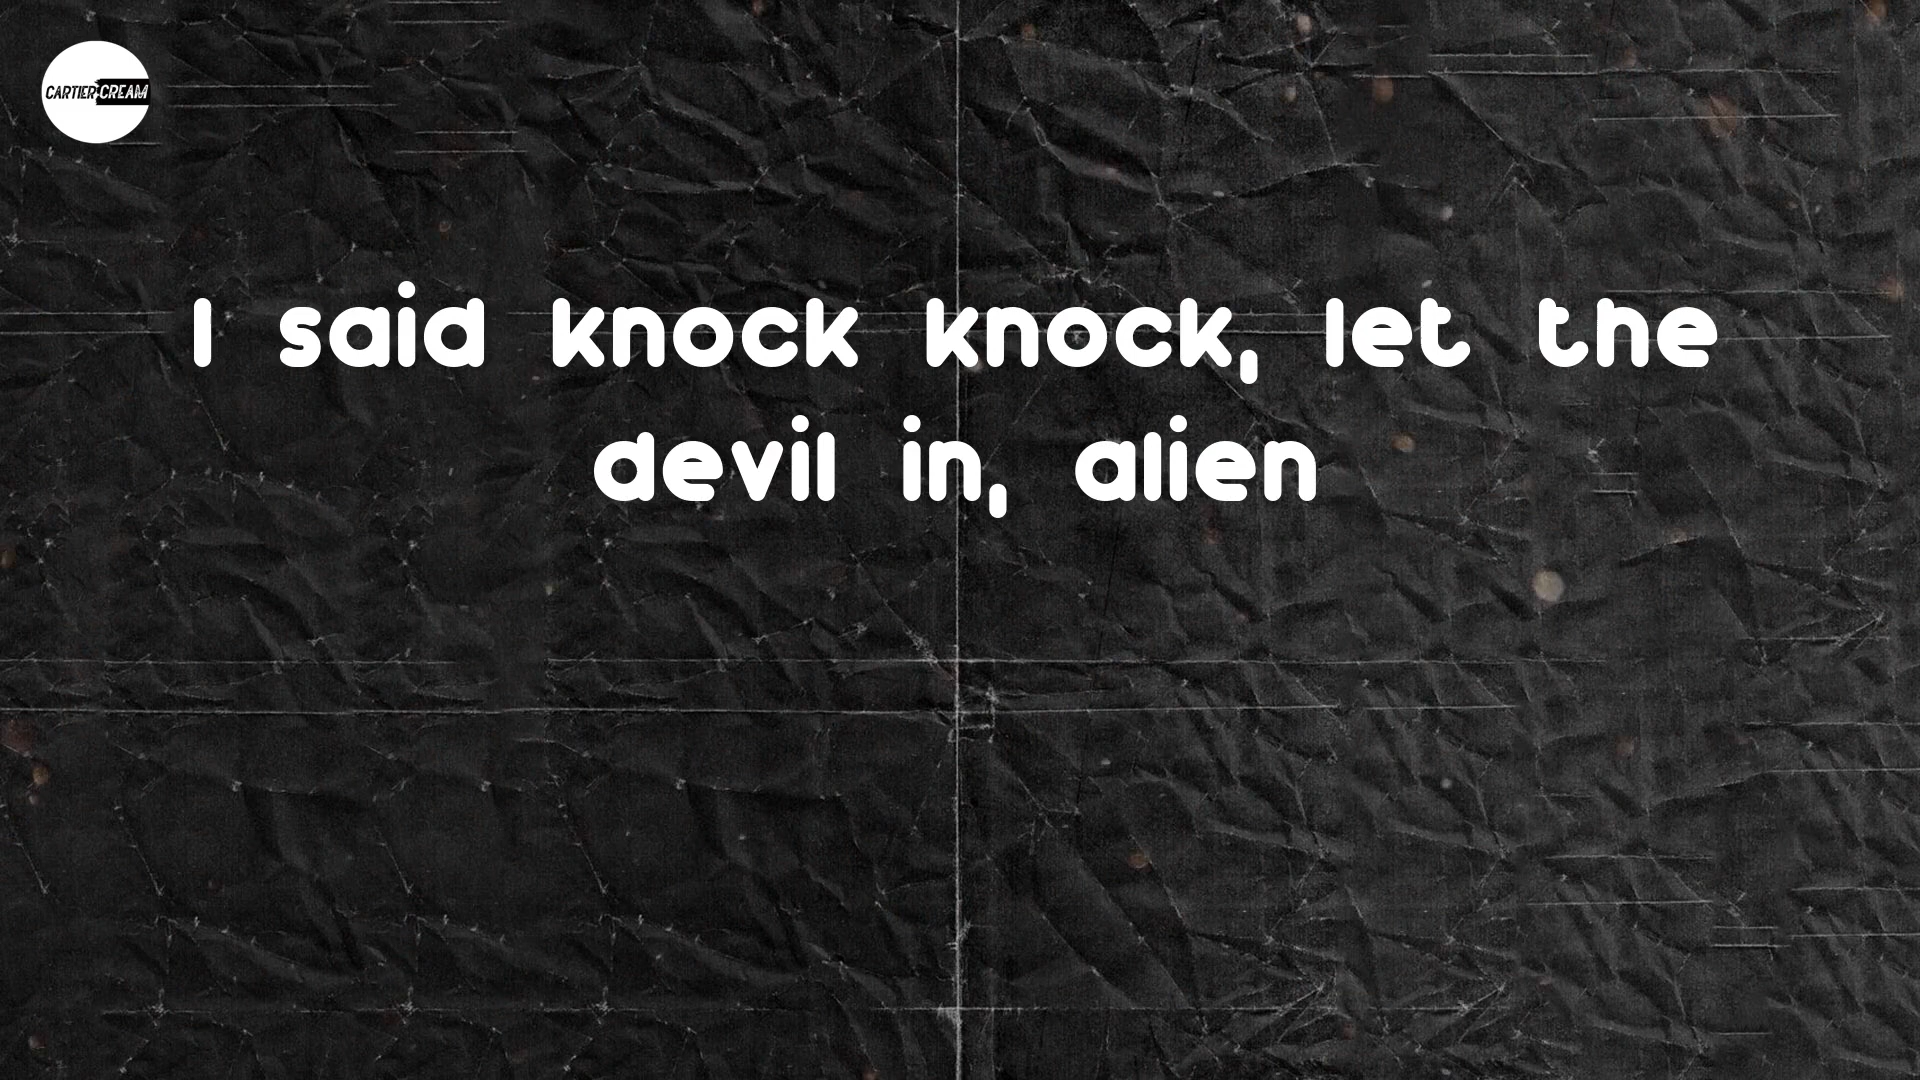 CARTIER CREAM
I said knock knock, let the
devil in, alien